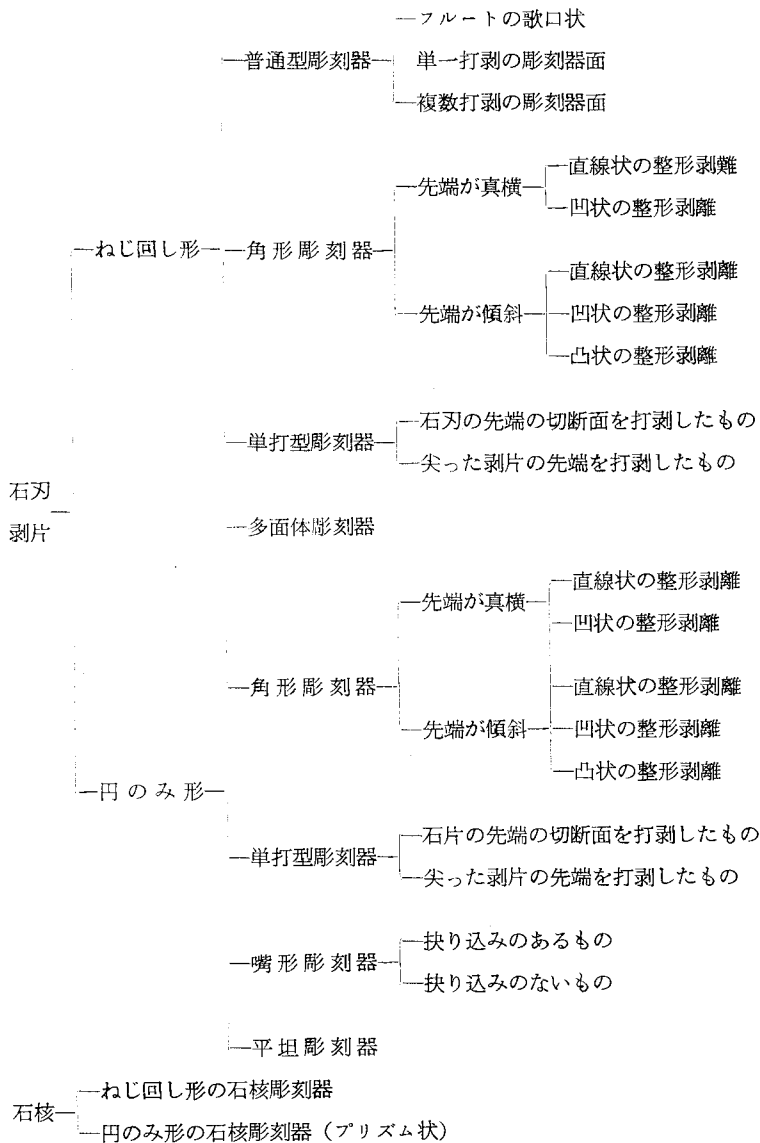 フルートの歌口状
普通型彫刻器
単一打剥の彫刻器面
複数打剥の彫刻器面
先端が真横
直線状の整形剥難
凹状の整形剥離
ねじ回し形
角形彫刻器
先端が傾斜
直線状の整形剥離
凹状の整形剥離
凸状の整形剥離
単打型彫刻器
石刃の先端の切断面を打剥したもの
尖った剥片の先端を打剥したもの
石刃
剥片
多面体彫刻器
先端が真横
直線状の整形剥離
凹状の整形剥離
角形彫刻器
先端が傾斜
直線状の整形剥離
凹状の整形剥離
凸状の整形剥離
円のみ形
単打型彫刻器
石片の先端の切断面を打剥したもの
尖った剥片の先端を打剥したもの
嘴形彫刻器
抉り込みのあるもの
抉り込みのないもの
平坦彫刻器
石核
ねじ回し形の石核彫刻器
円のみ形の石核彫刻器（プリズム状）